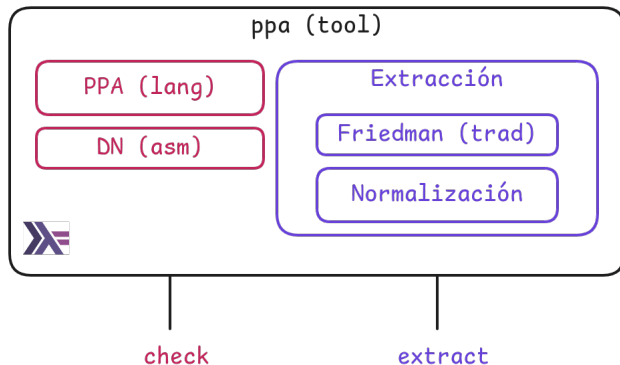 ppa (tool)
PPA (lang)
DN (asm)
Extracción
Friedman (trad)
Normalización
check
extract